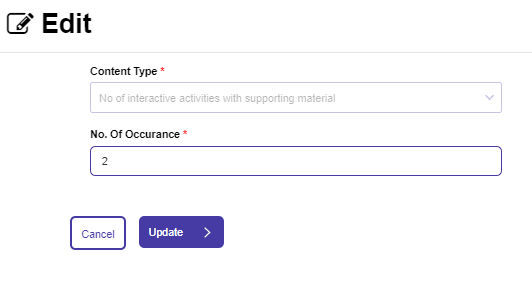 Edit
Content Type *
No of interactive activities with supporting material
No. Of Occurance *
2
Cancel
Update